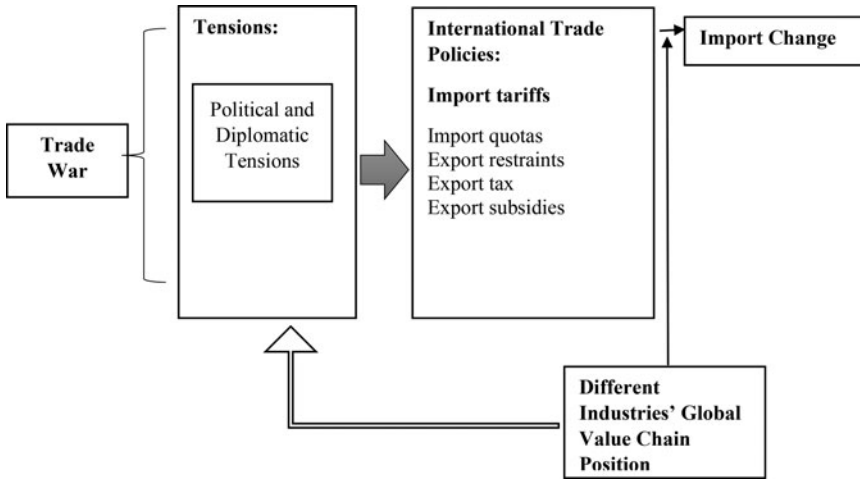 Trade
War
Tensions:
Political and
Diplomatic
Tensions
International Trade
Policies:
Import tariffs
Import quotas
Export restraints
Export tax
Export subsidies
Import Change
Different
Industries’ Global
Value Chain
Position